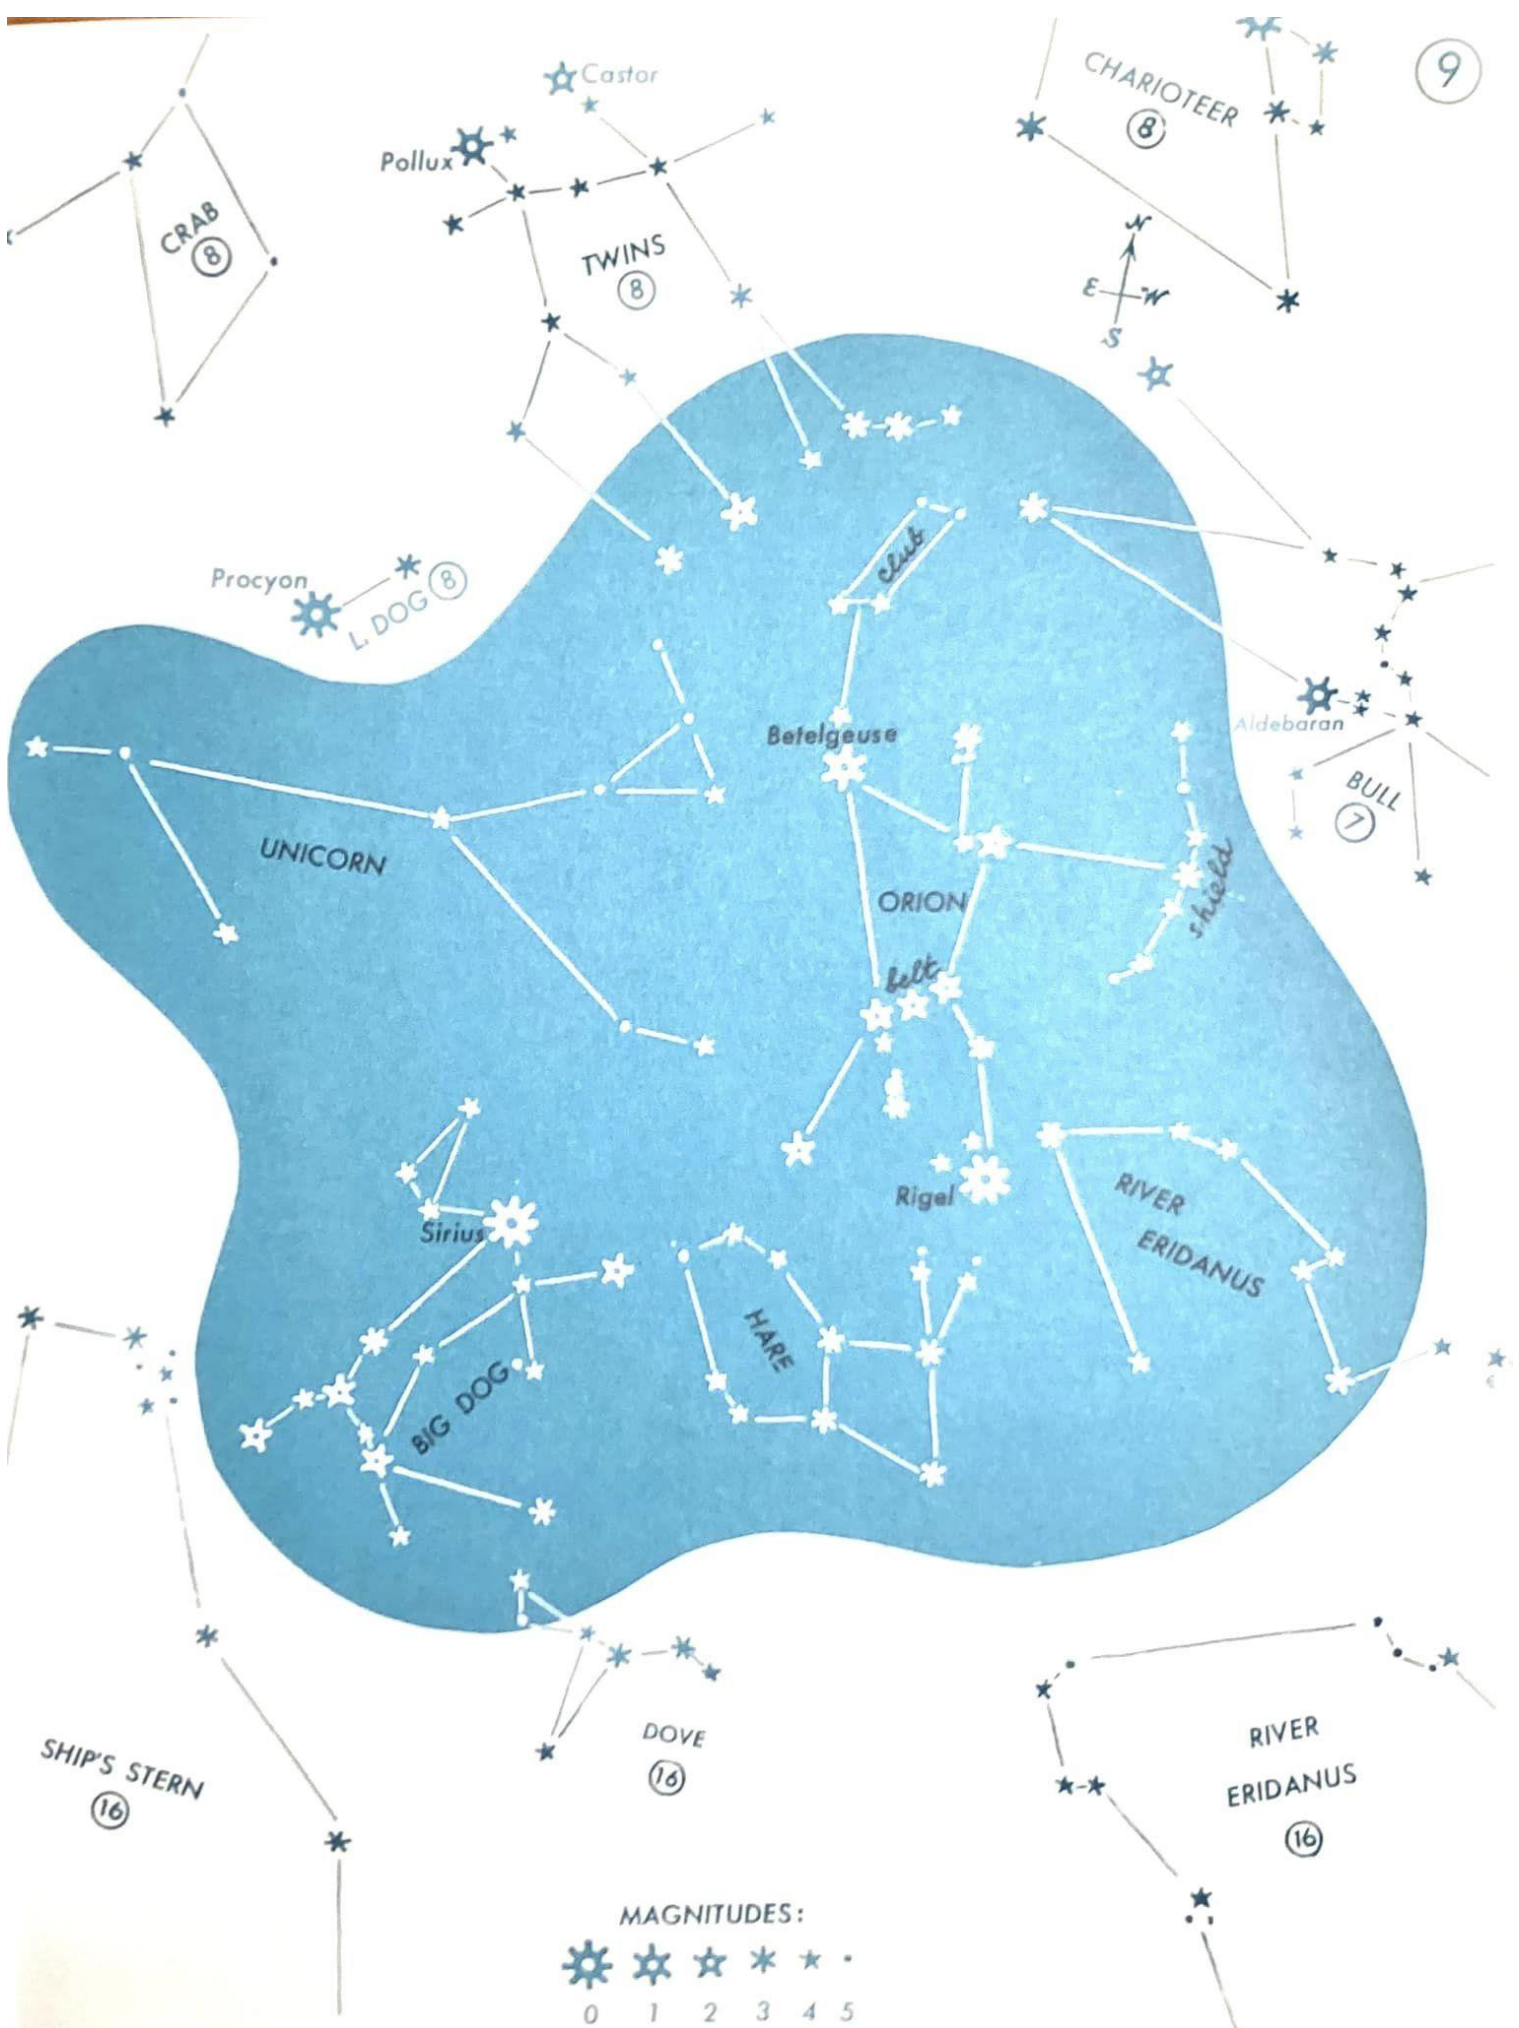 Castor
CHARIOTEER
8
9
Pollux
CRAB
8
TWINS
8
N
E W
S
Procyon
L. DOG 8
club
Betelgeuse
Aldebaran
BULL
7
UNICORN
ORION
shield
belt
Rigel
RIVER
ERIDANUS
Sirius
HARE
BIG DOG
SHIP'S STERN
16
DOVE
16
RIVER
ERIDANUS
16
MAGNITUDES:
0 1 2 3 4 5